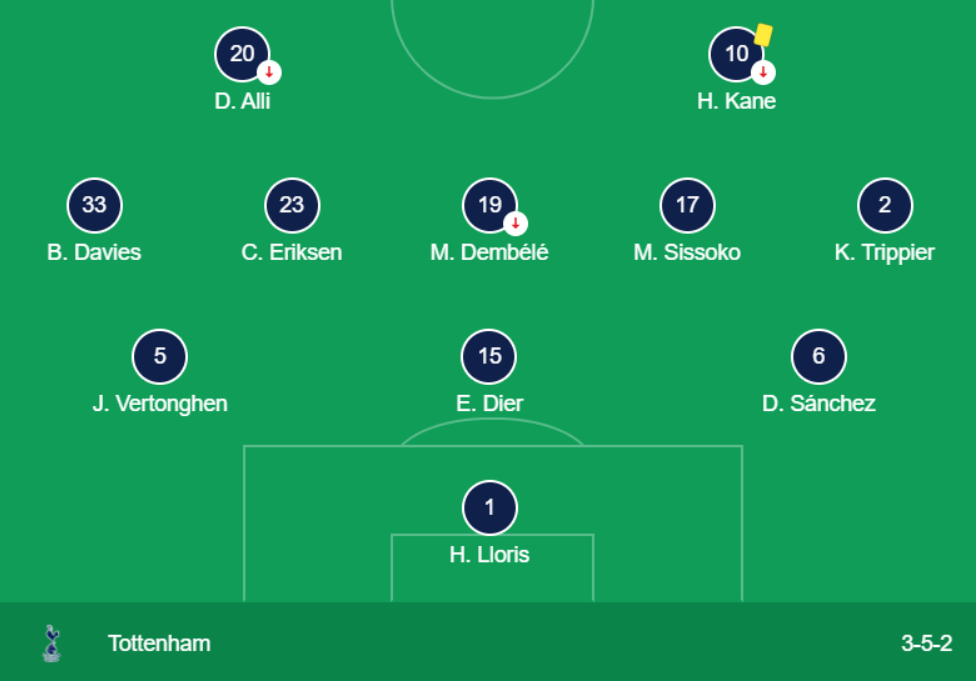 20 10
D. Alli H. Kane
33 23 19 17 2
B. Davies C. Eriksen M. Dembélé M. Sissoko K. Trippier
5 15 6
J. Vertonghen E. Dier D. Sánchez
1
H. Lloris
Tottenham 3-5-2